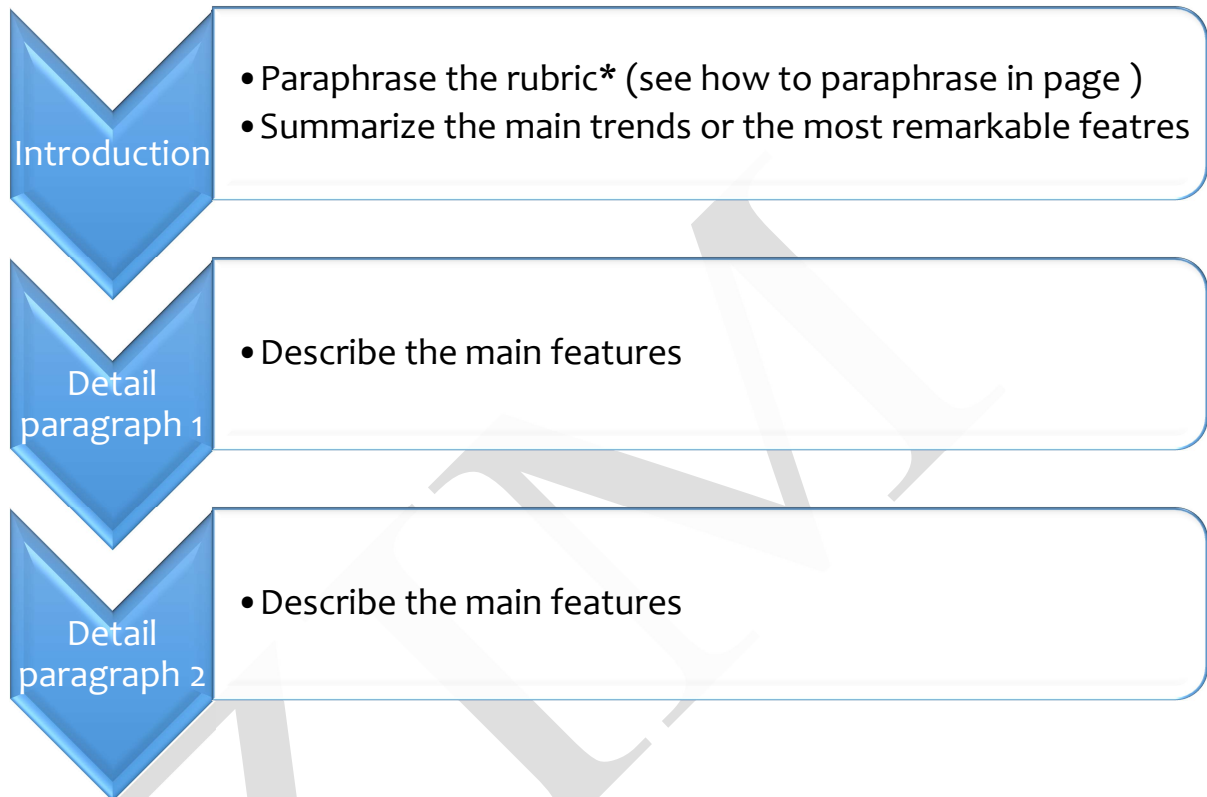 Introduction
•Paraphrase the rubric* (see how to paraphrase in page )
•Summarize the main trends or the most remarkable featres
Detail
paragraph 1
•Describe the main features
Detail
paragraph 2
•Describe the main features
ZIM